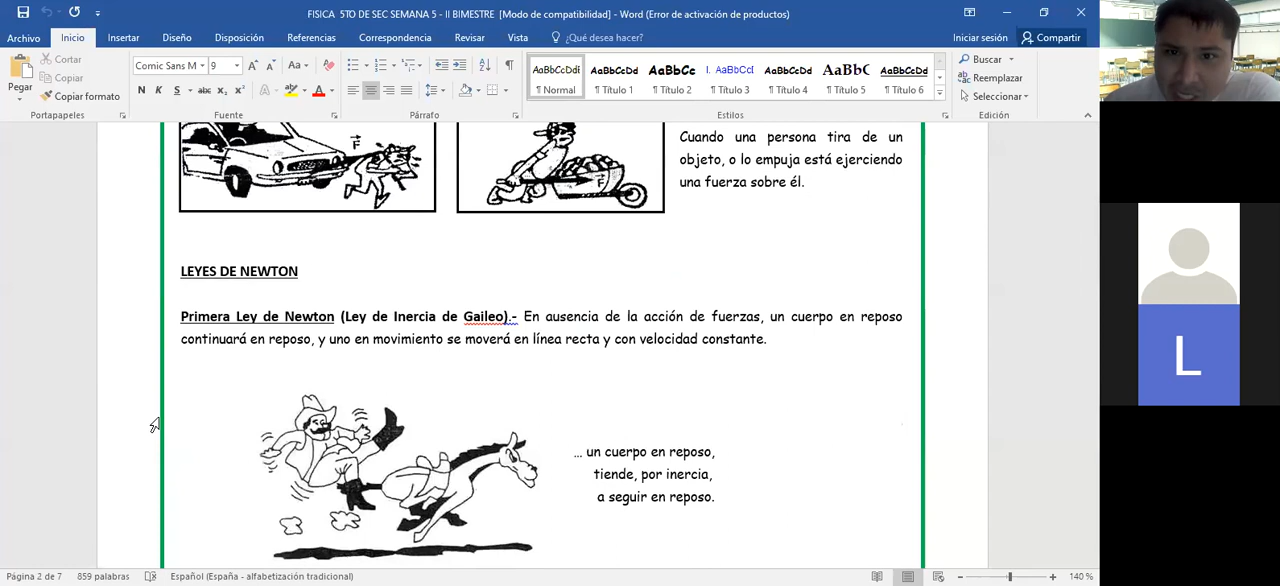 FISICA 5TO DE SEC SEMANA 5 - II BIMESTRE [Modo de compatibilidad] - Word (Error de activación de productos)
Archivo Inicio Insertar Diseño Disposición Referencias Correspondencia Revisar Vista ¿Qué desea hacer? Iniciar sesión Compartir
Pegar
Cortar
Copiar
Copiar formato
Portapapeles
Comic Sans M 9
Aa
N K S abc x₂ x²
A ab A
Fuente
Párrafo
AaBbCcDdI AaBbCcDd AaBbCc I. AaBbCcI AaBbCcDd AaBbC AaBbCcDd
¶ Normal ¶ Título 1 ¶ Título 2 ¶ Título 3 ¶ Título 4 ¶ Título 5 ¶ Título 6
Estilos
Buscar
Reemplazar
Seleccionar
Edición
F
F
Cuando una persona tira de un
objeto, o lo empuja está ejerciendo
una fuerza sobre él.
LEYES DE NEWTON
Primera Ley de Newton (Ley de Inercia de Gaileo).- En ausencia de la acción de fuerzas, un cuerpo en reposo
continuará en reposo, y uno en movimiento se moverá en línea recta y con velocidad constante.
... un cuerpo en reposo,
tiende, por inercia,
a seguir en reposo.
L
Página 2 de 7 859 palabras Español (España - alfabetización tradicional) 140 %